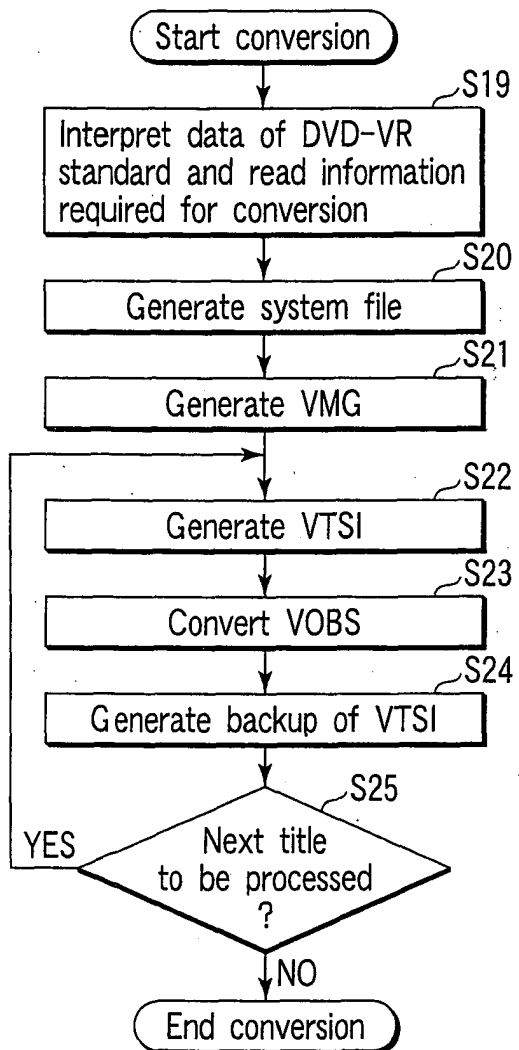 Start conversion
S19
Interpret data of DVD-VR
standard and read information
required for conversion
S20
Generate system file
S21
Generate VMG
S22
Generate VTSI
S23
Convert VOBS
S24
Generate backup of VTSI
S25
YES
Next title
to be processed
?
NO
End conversion